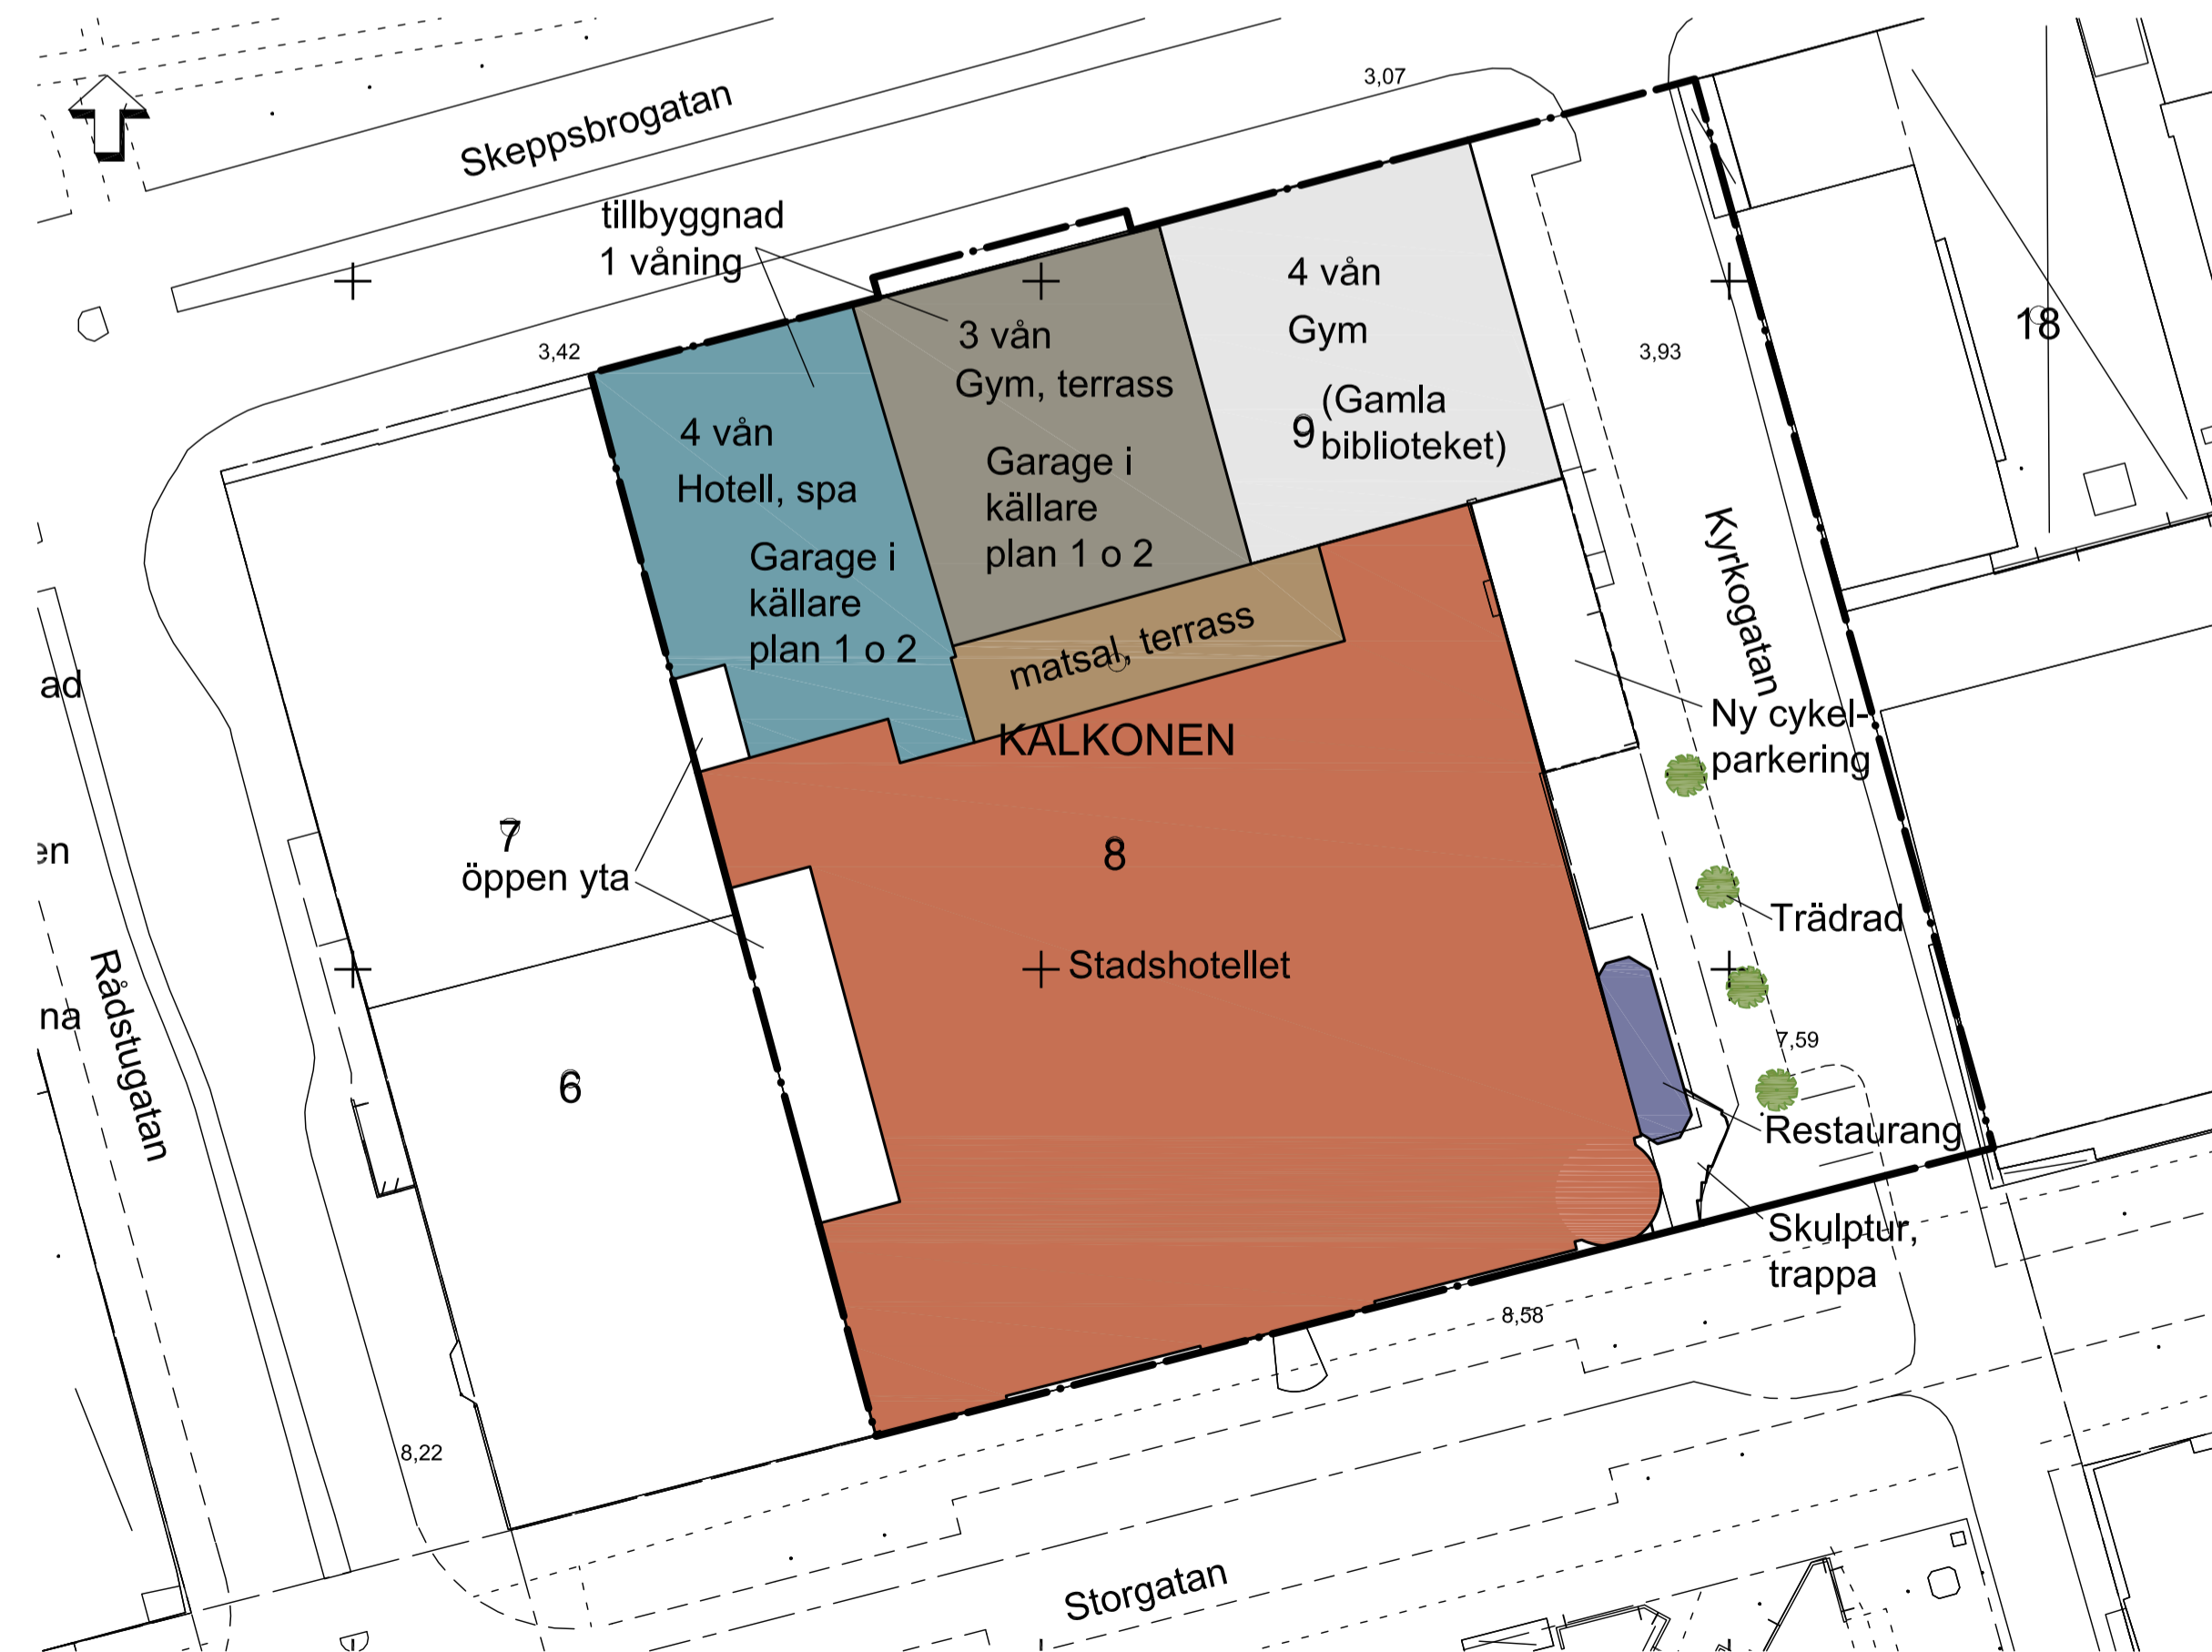 3,07
Skeppsbrogatan
tillbyggnad
1 våning
4 vån
Gym
(Gamla
biblioteket)
9
18
3,42
3 vån
Gym, terrass
3,93
4 vån
Hotell, spa
Garage i
källare
plan 1 o 2
Garage i
källare
plan 1 o 2
Kyrkogatan
matsal, terrass
ad
Ny cykel-
parkering
KALKONEN
7
öppen yta
8
en
Trädrad
Stadshotellet
na
Rådstugatan
7,59
6
Restaurang
Skulptur,
trappa
8,58
8,22
Storgatan